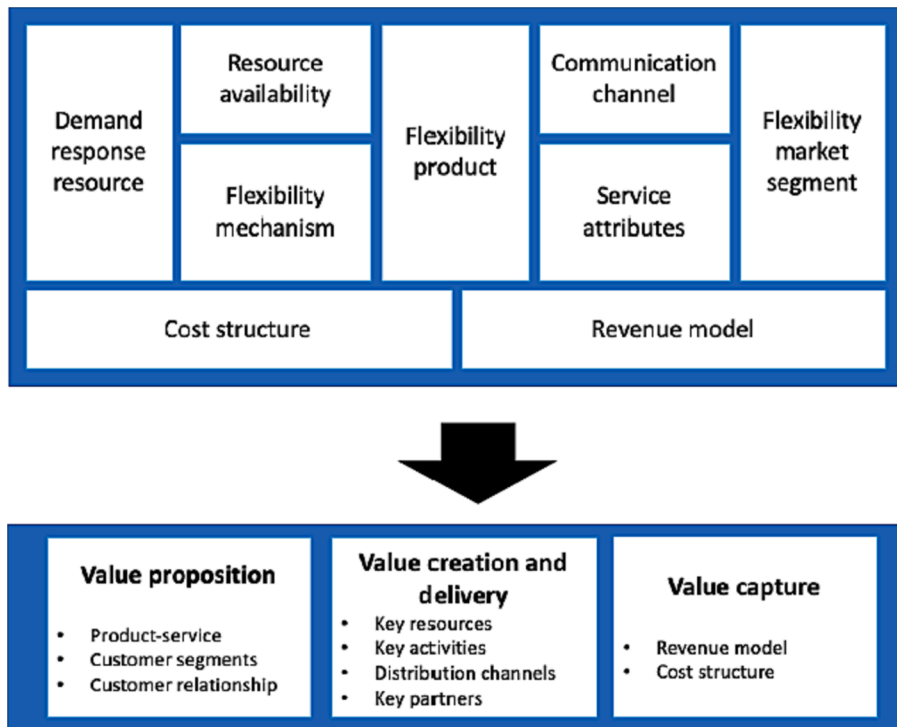 Demand
response
resource
Resource
availability
Flexibility
mechanism
Flexibility
product
Communication
channel
Service
attributes
Flexibility
market
segment
Cost structure
Revenue model
Value proposition
• Product-service
• Customer segments
• Customer relationship
Value creation and
delivery
• Key resources
• Key activities
• Distribution channels
• Key partners
Value capture
• Revenue model
• Cost structure